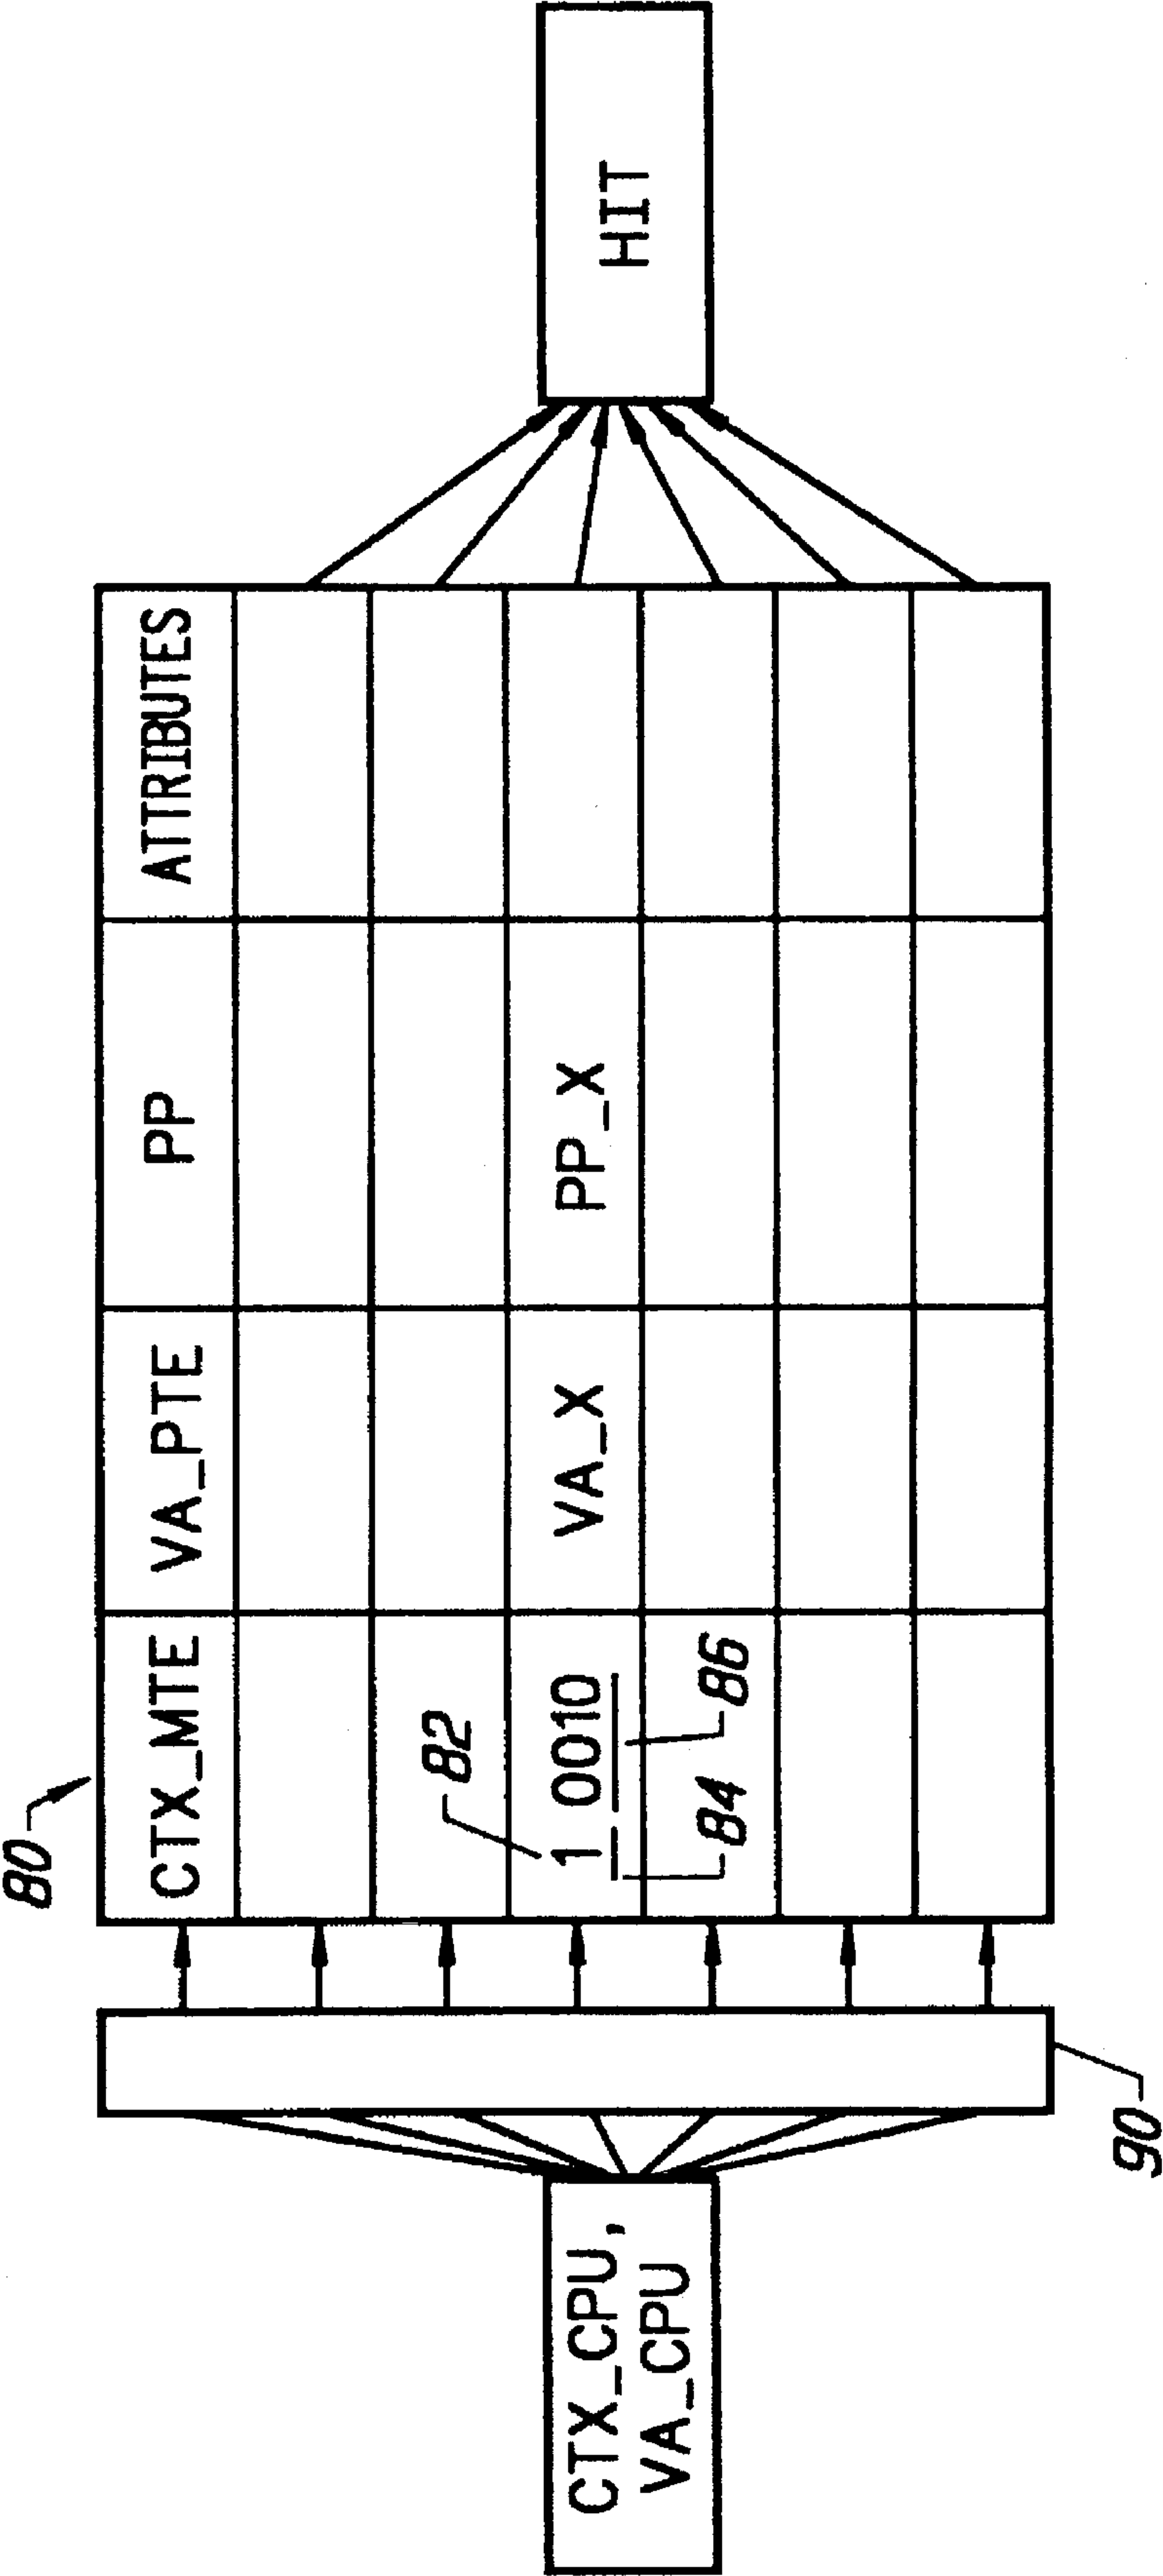 80
CTX_MTE VA_PTE PP ATTRIBUTES
82
1 0010 VA_X PP_X
84 86
CTX_CPU,
VA_CPU
HIT
90